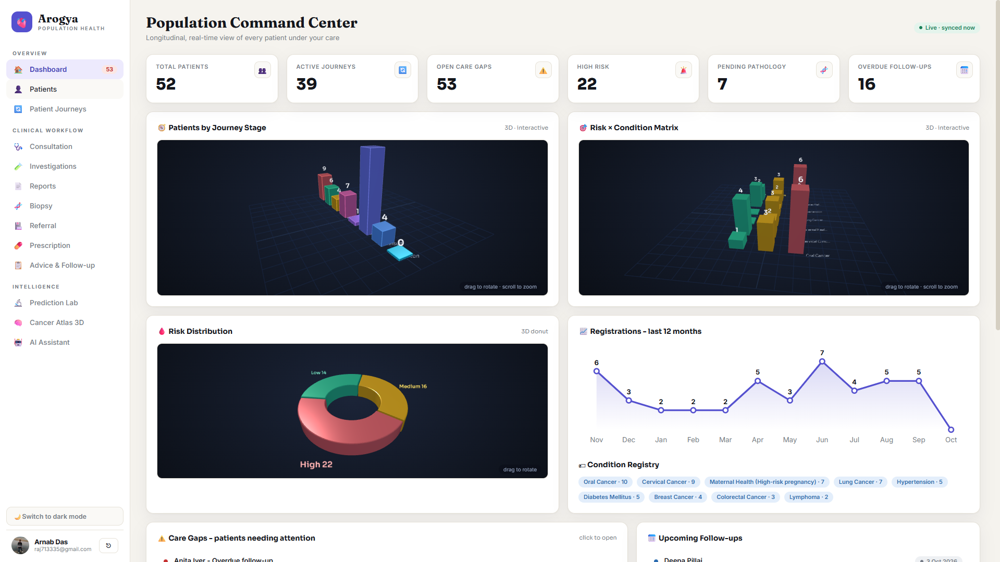 Arogya
POPULATION HEALTH
OVERVIEW
Dashboard 53
Patients
Patient Journeys
CLINICAL WORKFLOW
Consultation
Investigations
Reports
Biopsy
Referral
Prescription
Advice & Follow-up
INTELLIGENCE
Prediction Lab
Cancer Atlas 3D
AI Assistant
Switch to dark mode
Arnab Das
raj713335@gmail.com
Population Command Center
Longitudinal, real-time view of every patient under your care
Live · synced now
TOTAL PATIENTS
52
ACTIVE JOURNEYS
39
OPEN CARE GAPS
53
HIGH RISK
22
PENDING PATHOLOGY
7
OVERDUE FOLLOW-UPS
16
Patients by Journey Stage
3D · interactive
9
6
4
7
1
4
0
drag to rotate · scroll to zoom
Risk × Condition Matrix
3D · interactive
6
3
2
3
6
2
4
3
3
2
1
Oral Cancer
drag to rotate · scroll to zoom
Risk Distribution
3D donut
Low 14
Medium 16
High 22
drag to rotate
Registrations - last 12 months
6 3 2 2 2 5 3 7 4 5 5
Nov Dec Jan Feb Mar Apr May Jun Jul Aug Sep Oct
Condition Registry
Oral Cancer · 10 Cervical Cancer · 9 Maternal Health (High-risk pregnancy) · 7 Lung Cancer · 7 Hypertension · 5
Diabetes Mellitus · 5 Breast Cancer · 4 Colorectal Cancer · 3 Lymphoma · 2
Care Gaps - patients needing attention
click to open
Anita Iyer - Overdue follow-up
Upcoming Follow-ups
Deepa Pillai
3 Oct 2026